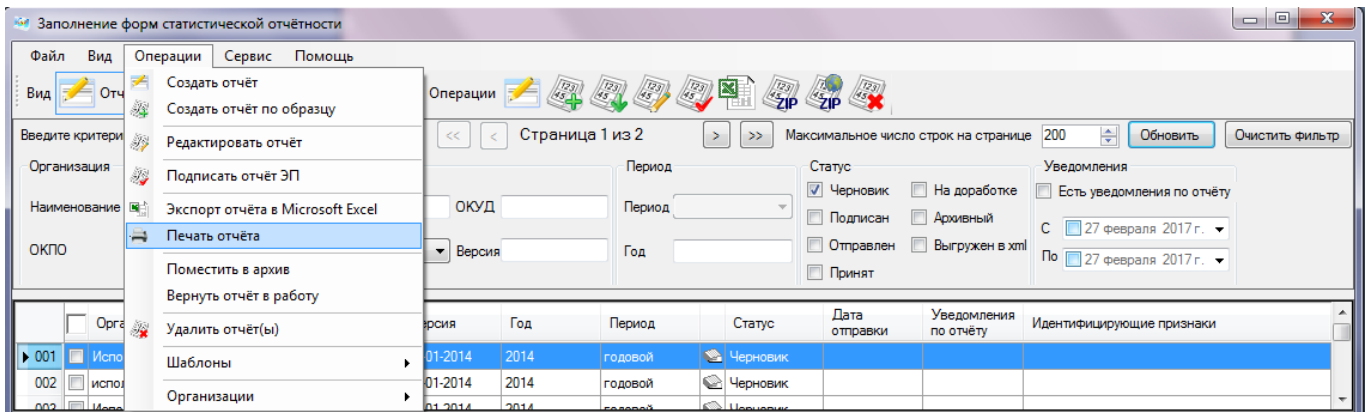 Заполнение форм статистической отчётности
Файл Вид Операции Сервис Помощь
Вид Операции
Создать отчёт
Создать отчёт по образцу
Редактировать отчёт
Подписать отчёт ЭП
Экспорт отчёта в Microsoft Excel
Печать отчёта
Поместить в архив
Вернуть отчёт в работу
Удалить отчёт(ы)
Шаблоны
Организации
Введите << < Страница 1 из 2 > >> Максимальное число строк на странице 200 Обновить Очистить фильтр
Организация
Наименование ОКУД
ОКПО Версия
Период
Период
Год
Статус
Черновик На доработке
Подписан Архивный
Отправлен Выгружен в xml
Принят
Уведомления
Есть уведомления по отчёту
С 27 февраля 2017 г.
По 27 февраля 2017 г.
Год Период Статус Дата отправки Уведомления по отчёту Идентифицирующие признаки
001 01-2014 2014 годовой Черновик
002 01-2014 2014 годовой Черновик